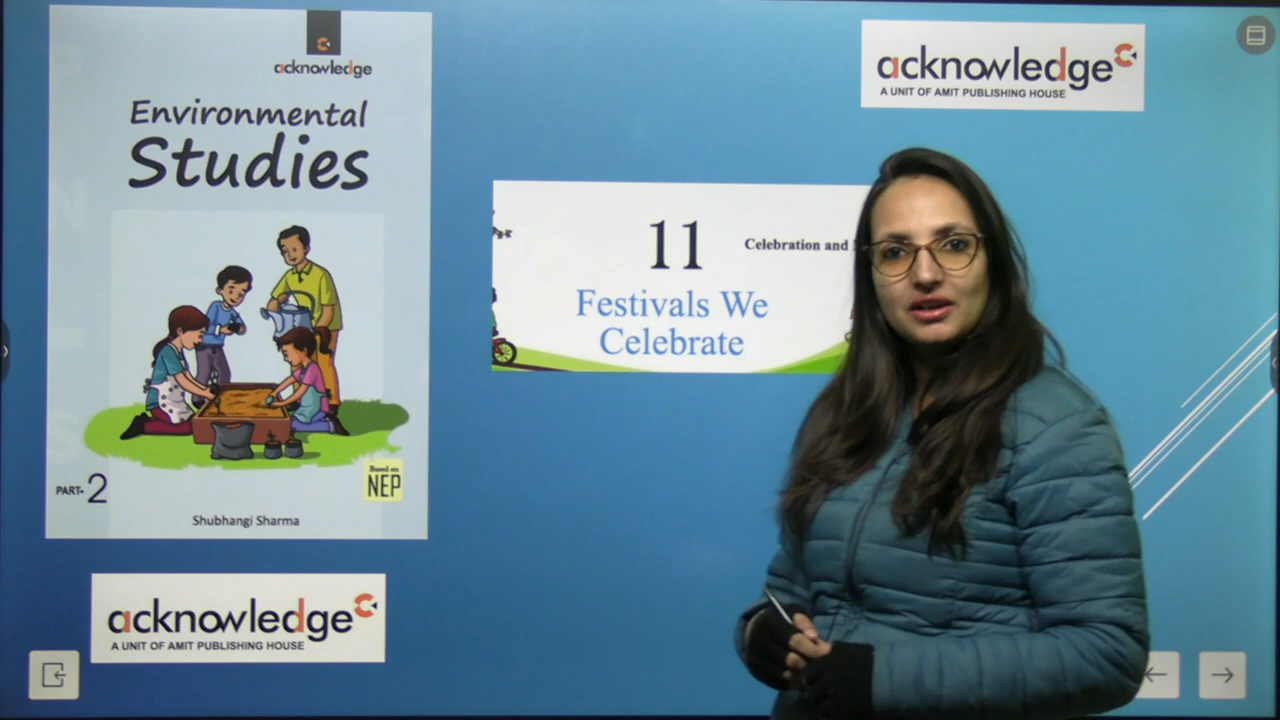 acknowledge
Environmental
Studies
PART-2
Based on
NEP
Shubhangi Sharma
acknowledge
A UNIT OF AMIT PUBLISHING HOUSE
acknowledge
A UNIT OF AMIT PUBLISHING HOUSE
11
Celebration and
Festivals We
Celebrate